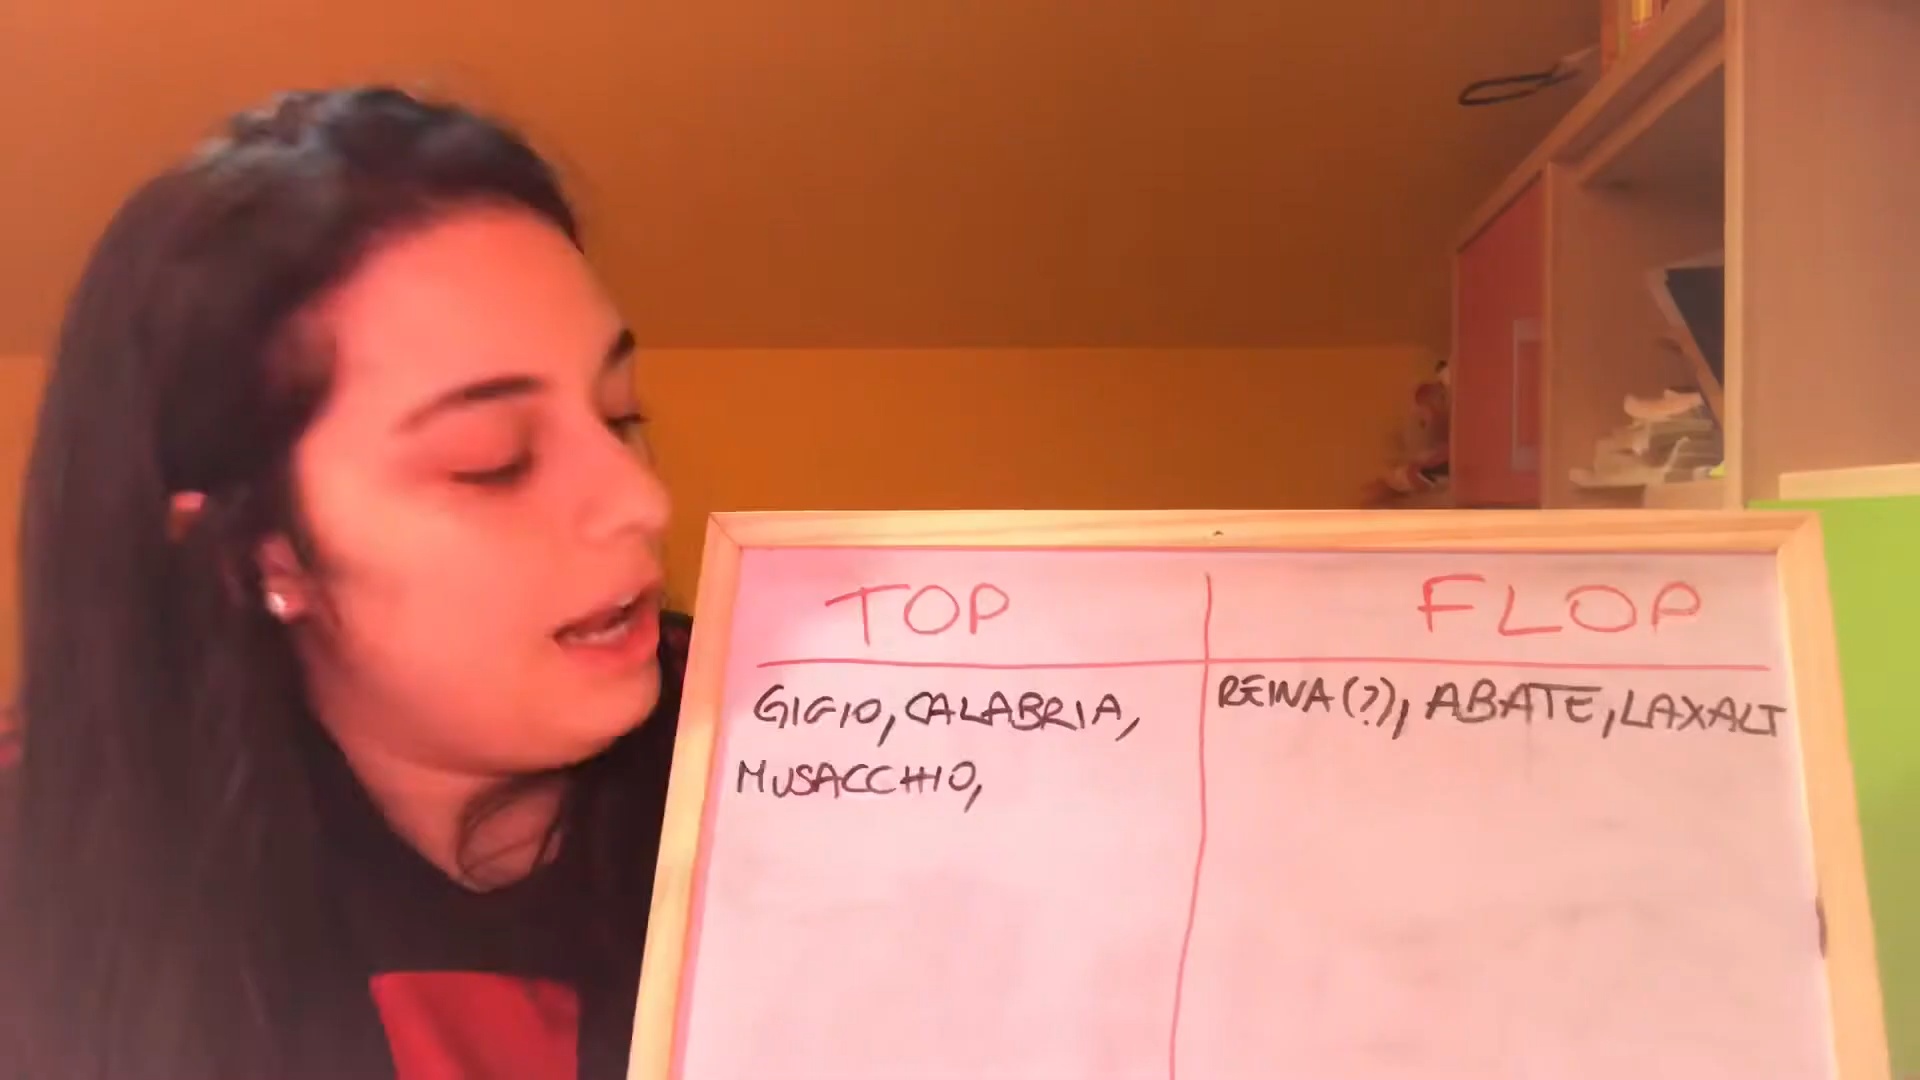 TOP
FLOP
GIGIO, CALABRIA,
MUSACCHIO,
REINA(?), ABATE, LAXALT